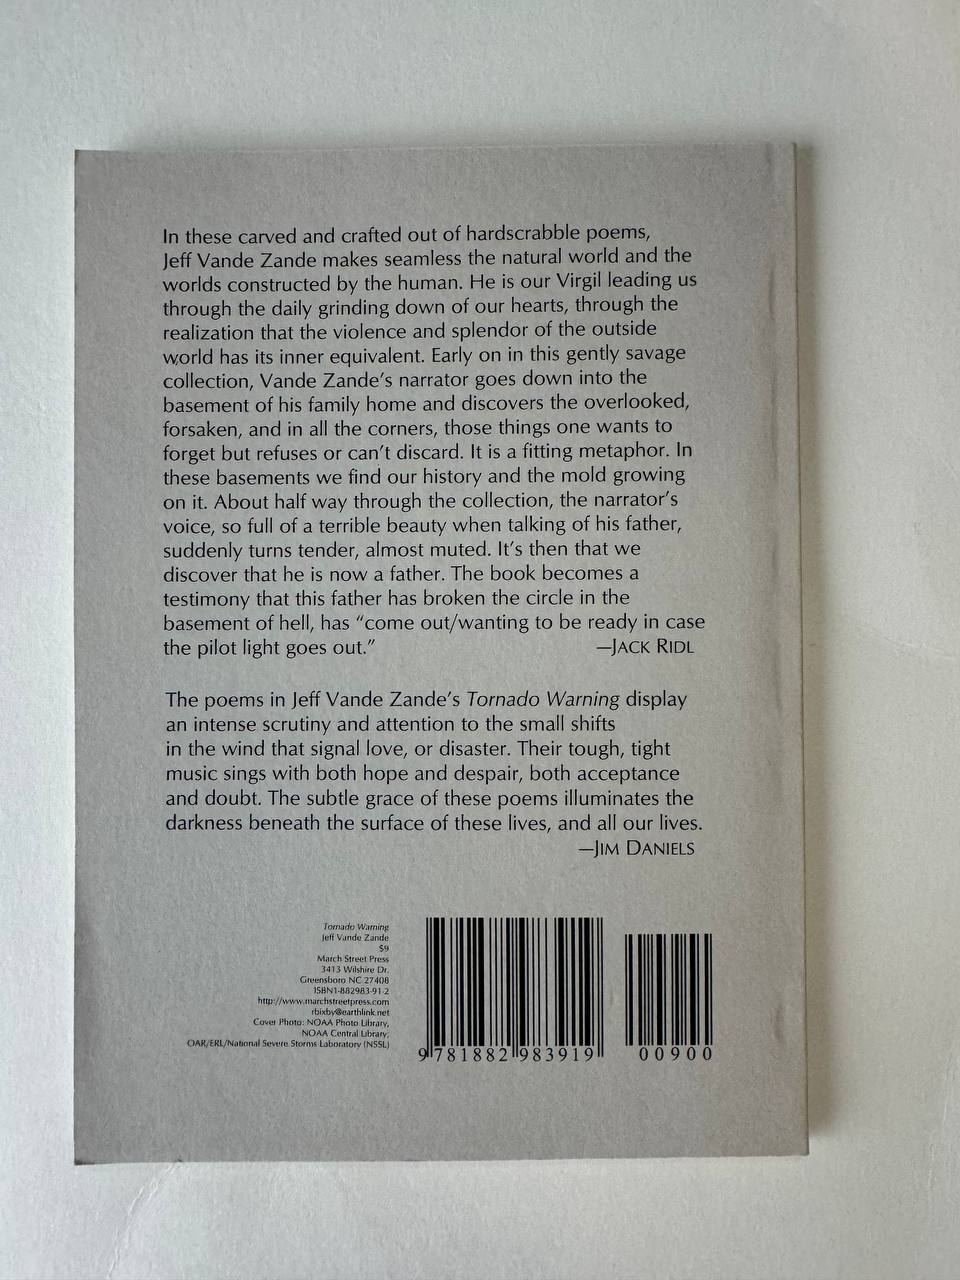 In these carved and crafted out of hardscrabble poems,
Jeff Vande Zande makes seamless the natural world and the
worlds constructed by the human. He is our Virgil leading us
through the daily grinding down of our hearts, through the
realization that the violence and splendor of the outside
world has its inner equivalent. Early on in this gently savage
collection, Vande Zande’s narrator goes down into the
basement of his family home and discovers the overlooked,
forsaken, and in all the corners, those things one wants to
forget but refuses or can’t discard. It is a fitting metaphor. In
these basements we find our history and the mold growing
on it. About half way through the collection, the narrator’s
voice, so full of a terrible beauty when talking of his father,
suddenly turns tender, almost muted. It’s then that we
discover that he is now a father. The book becomes a
testimony that this father has broken the circle in the
basement of hell, has “come out/wanting to be ready in case
the pilot light goes out.” —JACK RIDL
The poems in Jeff Vande Zande’s Tornado Warning display
an intense scrutiny and attention to the small shifts
in the wind that signal love, or disaster. Their tough, tight
music sings with both hope and despair, both acceptance
and doubt. The subtle grace of these poems illuminates the
darkness beneath the surface of these lives, and all our lives.
—JIM DANIELS
Tornado Warning
Jeff Vande Zande
$9
March Street Press
3413 Wilshire Dr.
Greensboro NC 27408
ISBN1-882983-91-2
http://www.marchstreetpress.com
rbixby@earthlink.net
Cover Photo: NOAA Photo Library,
NOAA Central Library;
OAR/ERL/National Severe Storms Laboratory (NSSL)
9 781882 983919
00900